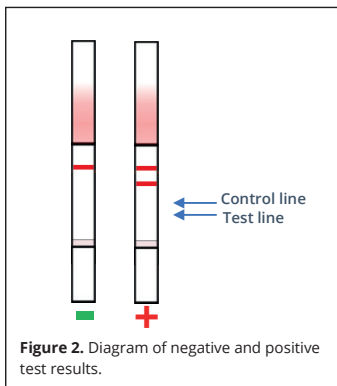 Control line
Test line
Figure 2. Diagram of negative and positive
test results.